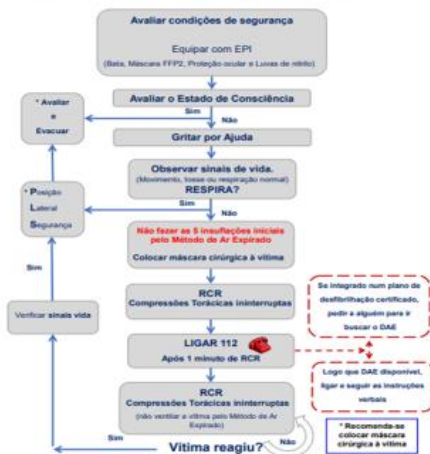 Avaliar condições de segurança
Equipar com EPI
(Bata, Máscara FFP2, Proteção ocular e Luvas de nitrilo)
Avaliar o Estado de Consciência
Sim
Não
* Avaliar
e
Evacuar
Gritar por Ajuda
Observar sinais de vida.
(Movimento, tosse ou respiração normal)
RESPIRA?
* Posição
Lateral
Segurança
Sim
Não
Não fazer as 5 insuflações iniciais
pelo Método de Ar Expirado
Colocar máscara cirúrgica à vítima
Sim
RCR
Compressões Torácicas ininterruptas
Se integrado num plano de
desfibrilhação certificado,
pedir a alguém para ir
buscar o DAE
Verificar sinais vida
LIGAR 112
Após 1 minuto de RCR
Logo que DAE disponível,
ligar e seguir as instruções
verbais
RCR
Compressões Torácicas ininterruptas
(não ventilar a vítima pelo Método de Ar
Expirado)
* Recomenda-se
colocar máscara
cirúrgica à vítima
Sim
Vítima reagiu?
Não